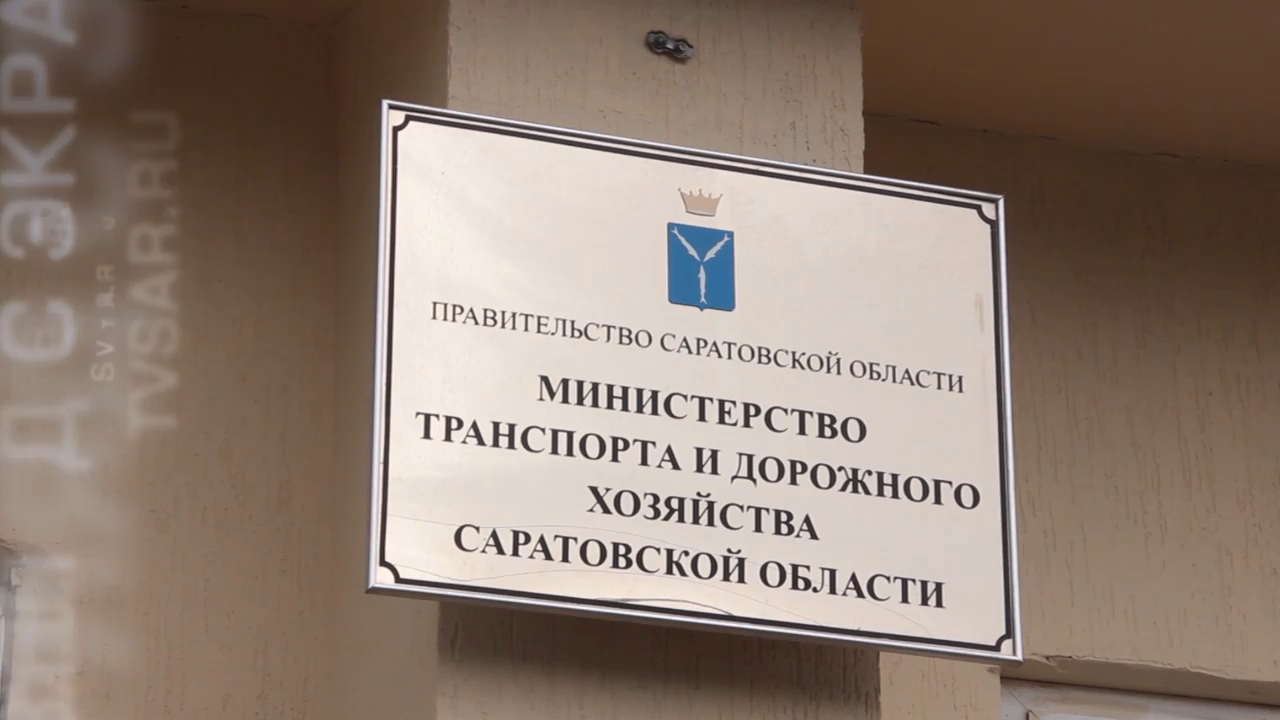 ПРАВИТЕЛЬСТВО САРАТОВСКОЙ ОБЛАСТИ
МИНИСТЕРСТВО
ТРАНСПОРТА И ДОРОЖНОГО
ХОЗЯЙСТВА
САРАТОВСКОЙ ОБЛАСТИ
TVSAR.RU